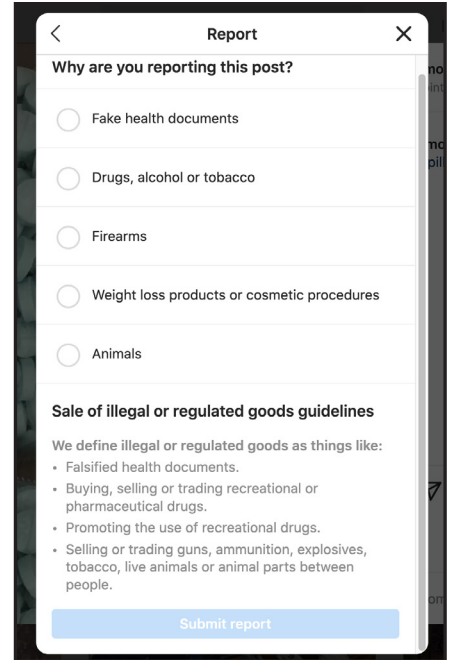 Report
Why are you reporting this post?
Fake health documents
Drugs, alcohol or tobacco
Firearms
Weight loss products or cosmetic procedures
Animals
Sale of illegal or regulated goods guidelines
We define illegal or regulated goods as things like:
• Falsified health documents.
• Buying, selling or trading recreational or
pharmaceutical drugs.
• Promoting the use of recreational drugs.
• Selling or trading guns, ammunition, explosives,
tobacco, live animals or animal parts between
people.
Submit report